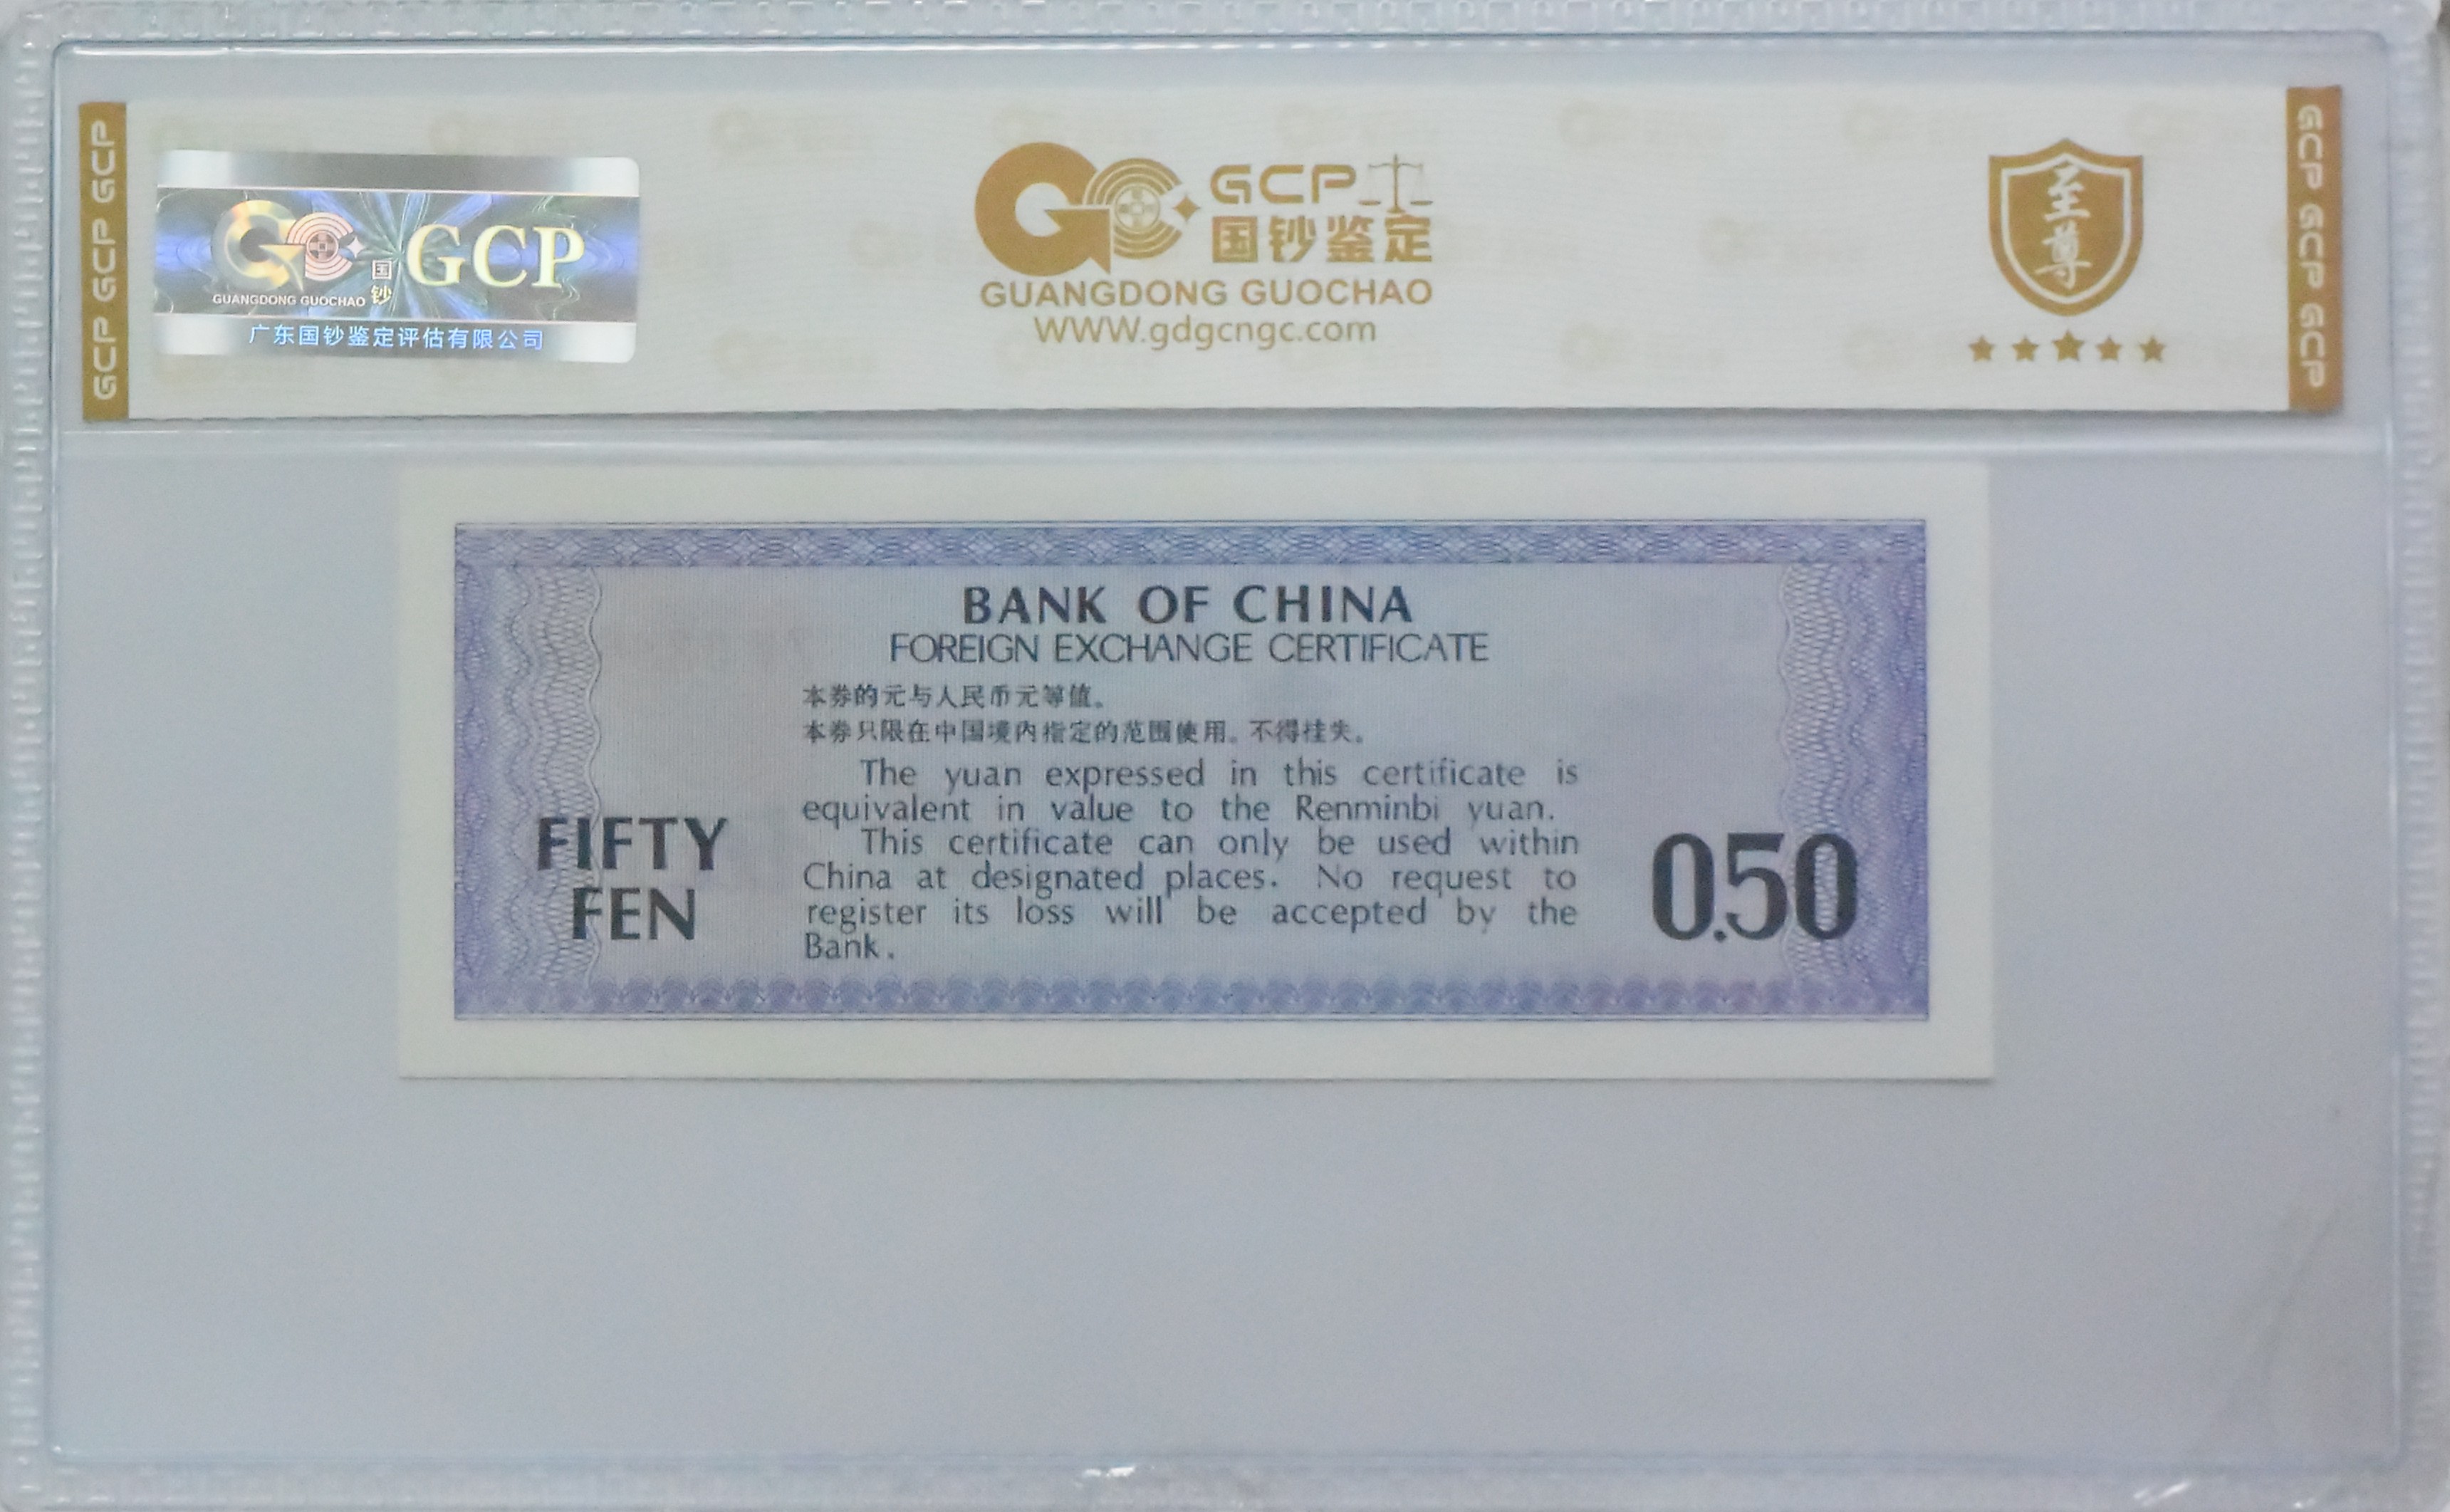 GCP GCP GCP
GUANGDONG GUOCHAO
国钞
GCP
广东国钞鉴定评估有限公司
GCP
国钞鉴定
GUANGDONG GUOCHAO
WWW.gdgcngc.com
至尊
GCP GCP GCP
BANK OF CHINA
FOREIGN EXCHANGE CERTIFICATE
本券的元与人民币元等值。
本券只限在中国境内指定的范围使用。不得挂失。
The yuan expressed in this certificate is
equivalent in value to the Renminbi yuan.
This certificate can only be used within
China at designated places. No request to
register its loss will be accepted by the
Bank.
FIFTY
FEN
0.50